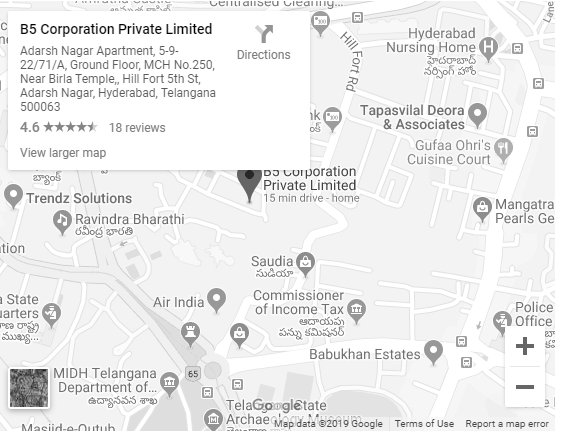 Centralised Clearing...
B5 Corporation Private Limited
Adarsh Nagar Apartment, 5-9-
22/71/A, Ground Floor, MCH No.250,
Near Birla Temple,, Hill Fort 5th St,
Adarsh Nagar, Hyderabad, Telangana
500063
4.6
18 reviews
View larger map
Directions
Hill Fort Rd
Lane
Hyderabad
Nursing Home
హైదరాబాద్
నర్సింగ్ హోం
Tapasvilal Deora
& Associates
Gufaa Ohri's
Cuisine Court
B5 Corporation
Private Limited
15 min drive - home
బ్యాంక్
Trendz Solutions
Ravindra Bharathi
రవీంద్ర భారతి
Mangatra
Pearls Ge
Saudia
సుడియా
Air India
Commissioner
of Income Tax
ఆదాయపు
పన్ను కమిషనర్
a State
uarters
Police
Office
Babukhan Estates
65
MIDH Telangana
Department of...
ఉద్యానవన శాఖ
Telangana State
Archaeology Museum
Masjid-e-Qutub
Google
Map data ©2019 Google
Terms of Use
Report a map error